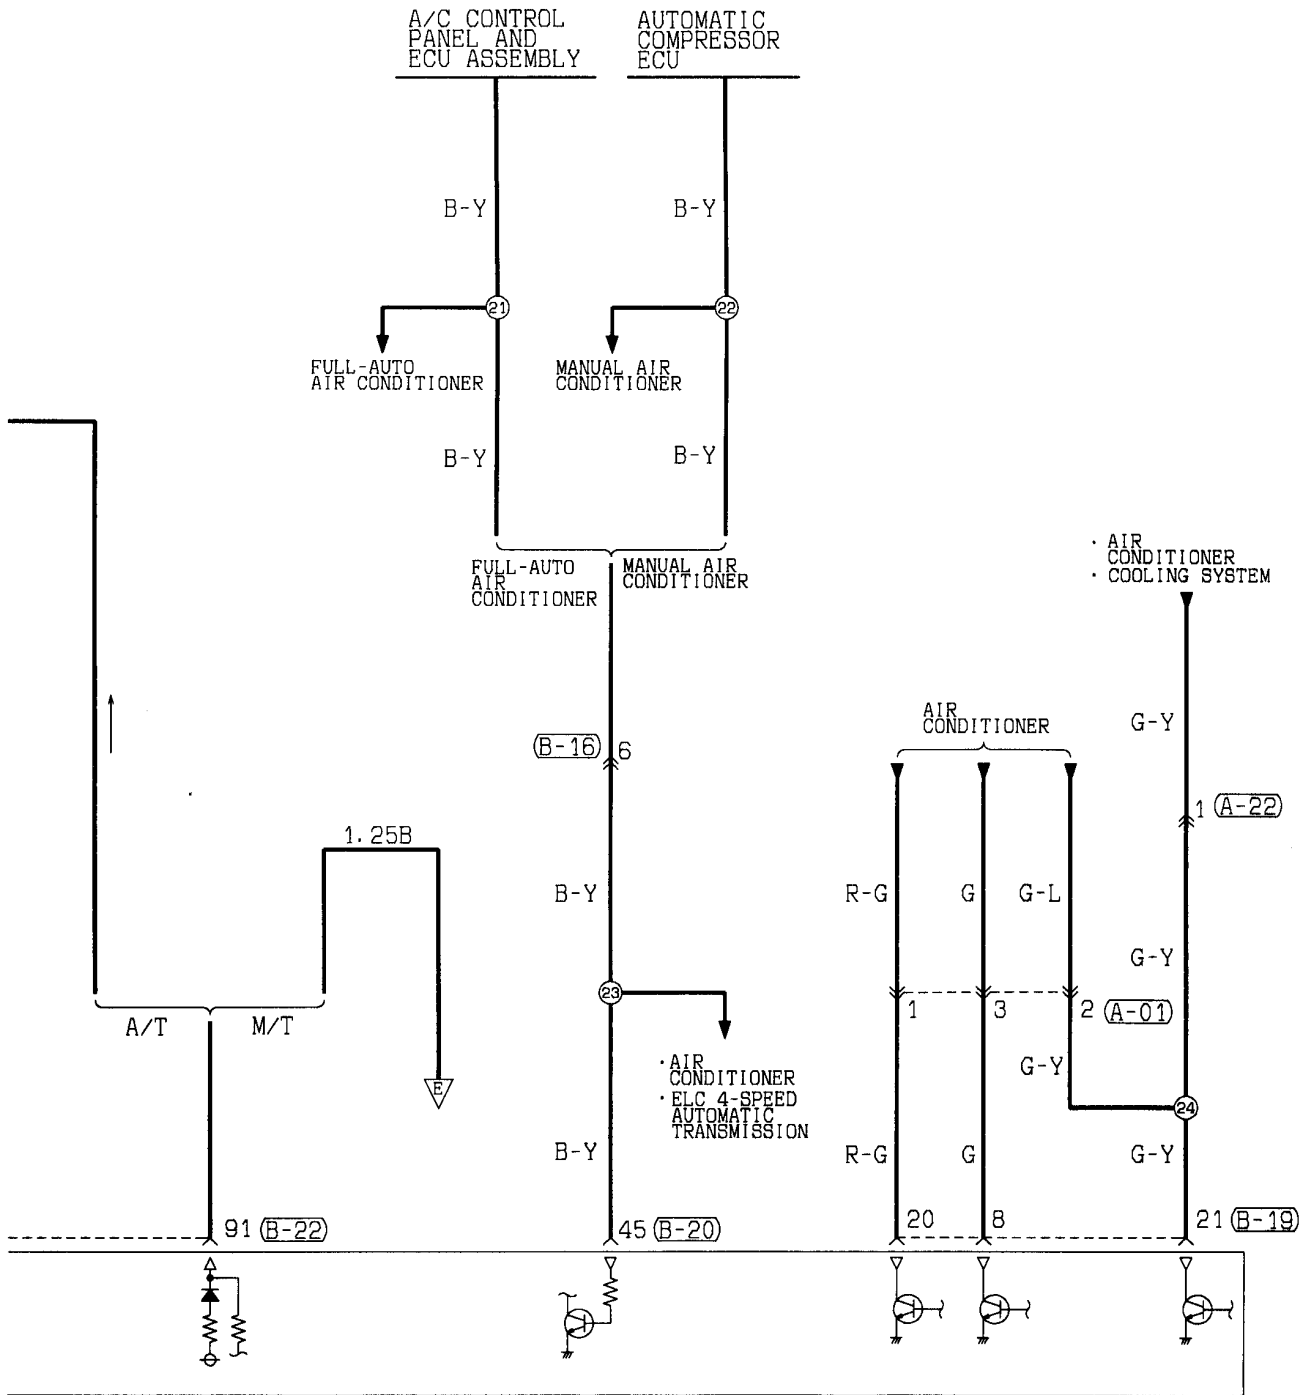 A/C CONTROL
PANEL AND
ECU ASSEMBLY
AUTOMATIC
COMPRESSOR
ECU
B-Y
B-Y
21
22
FULL-AUTO
AIR CONDITIONER
MANUAL AIR
CONDITIONER
B-Y
B-Y
FULL-AUTO
AIR
CONDITIONER
MANUAL AIR
CONDITIONER
· AIR
CONDITIONER
· COOLING SYSTEM
AIR
CONDITIONER
G-Y
B-16
6
1
A-22
1.25B
B-Y
R-G
G
G-L
G-Y
23
1
3
2
A-01
A/T
M/T
E
· AIR
CONDITIONER
· ELC 4-SPEED
AUTOMATIC
TRANSMISSION
G-Y
24
B-Y
R-G
G
G-Y
91
B-22
45
B-20
20
8
21
B-19